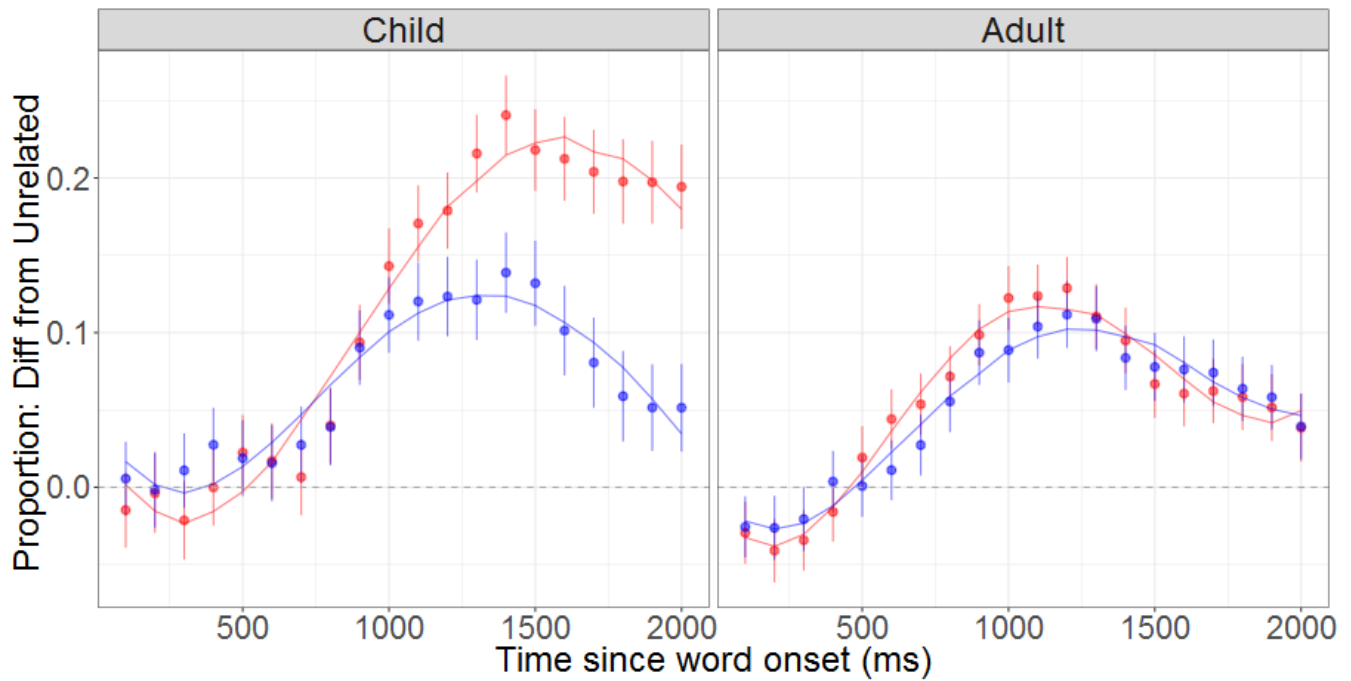 Child
Adult
Proportion: Diff from Unrelated
0.2
0.1
0.0
500 1000 1500 2000
500 1000 1500 2000
Time since word onset (ms)